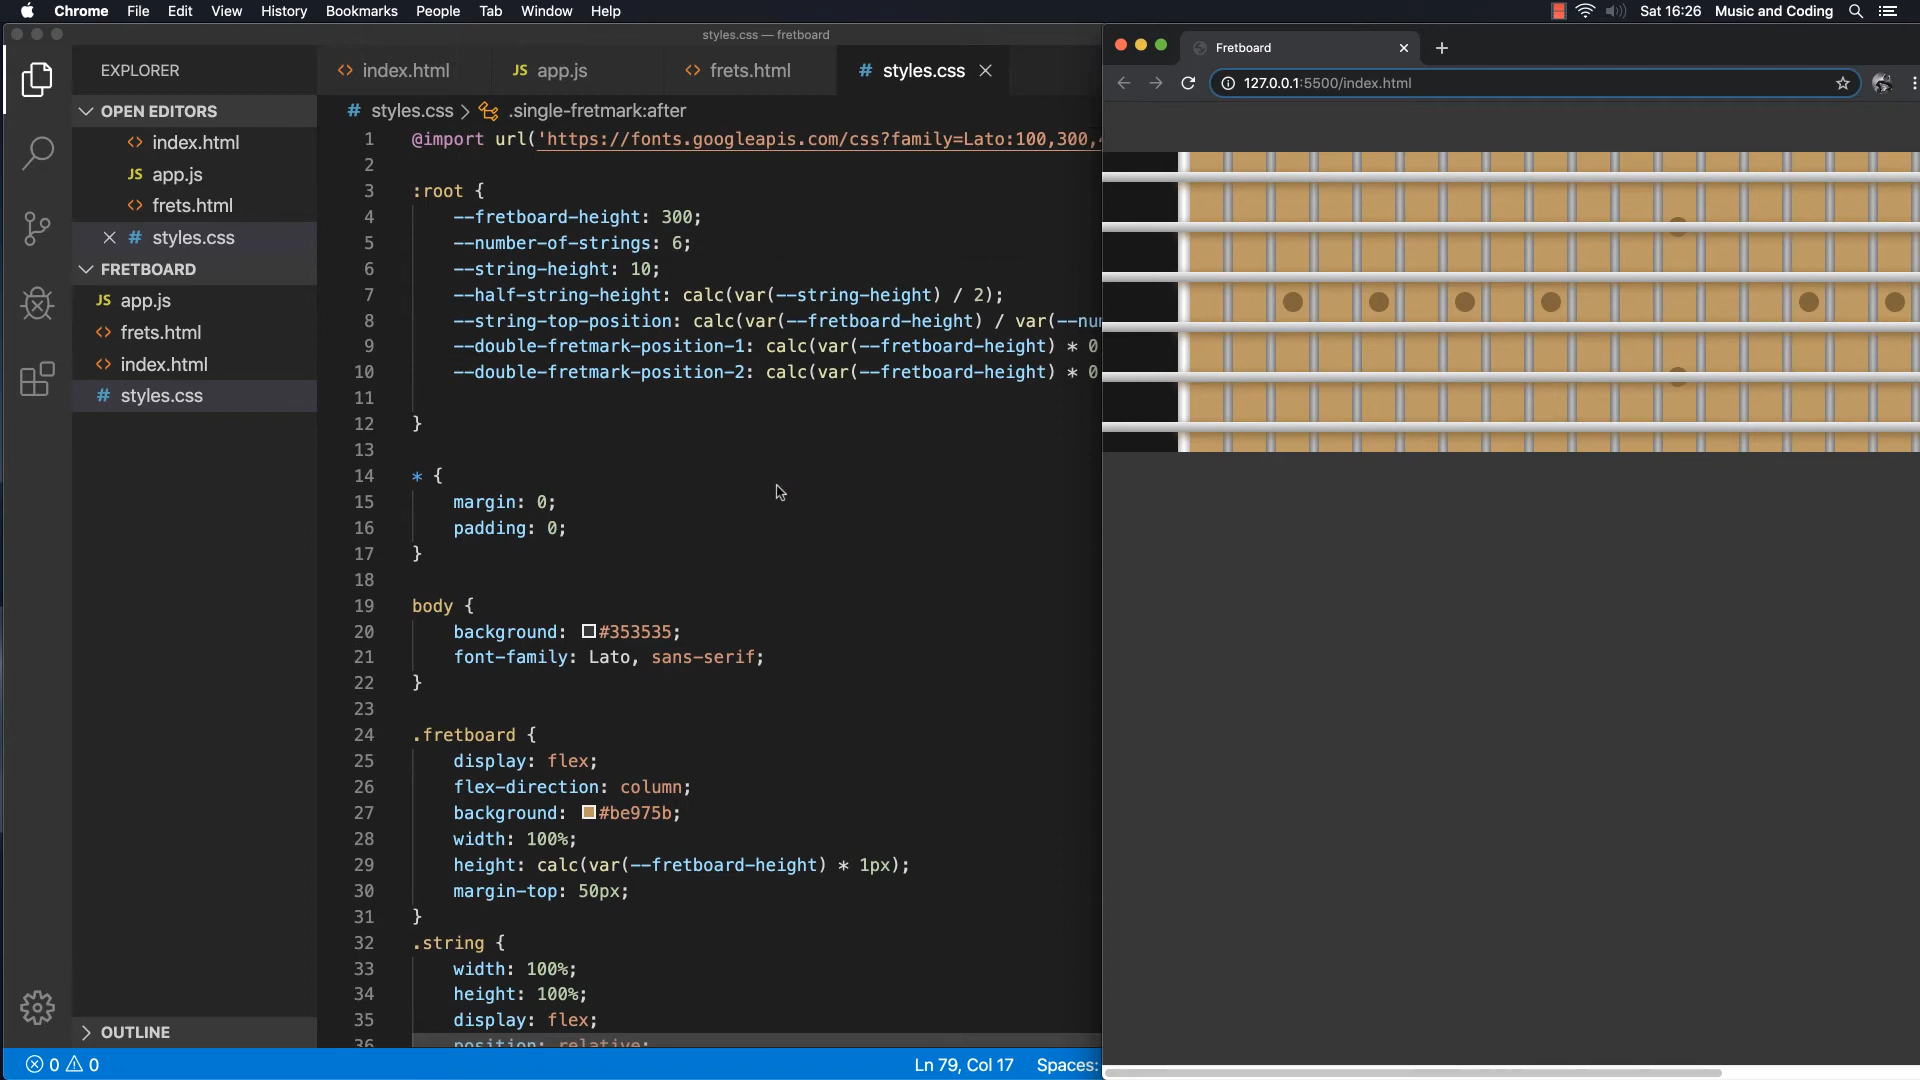 Chrome File Edit View History Bookmarks People Tab Window Help
Sat 16:26 Music and Coding
styles.css — fretboard
EXPLORER
OPEN EDITORS
index.html
JS app.js
frets.html
# styles.css
FRETBOARD
JS app.js
frets.html
index.html
# styles.css
OUTLINE
index.html JS app.js frets.html # styles.css
# styles.css > .single-fretmark:after
1 @import url('https://fonts.googleapis.com/css?family=Lato:100,300,
2
3 :root {
4 --fretboard-height: 300;
5 --number-of-strings: 6;
6 --string-height: 10;
7 --half-string-height: calc(var(--string-height) / 2);
8 --string-top-position: calc(var(--fretboard-height) / var(--nu
9 --double-fretmark-position-1: calc(var(--fretboard-height) * 0
10 --double-fretmark-position-2: calc(var(--fretboard-height) * 0
11
12 }
13
14 * {
15 margin: 0;
16 padding: 0;
17 }
18
19 body {
20 background: #353535;
21 font-family: Lato, sans-serif;
22 }
23
24 .fretboard {
25 display: flex;
26 flex-direction: column;
27 background: #be975b;
28 width: 100%;
29 height: calc(var(--fretboard-height) * 1px);
30 margin-top: 50px;
31 }
32 .string {
33 width: 100%;
34 height: 100%;
35 display: flex;
36 position: relative;
0 0
Ln 79, Col 17 Spaces:
Fretboard
127.0.0.1:5500/index.html